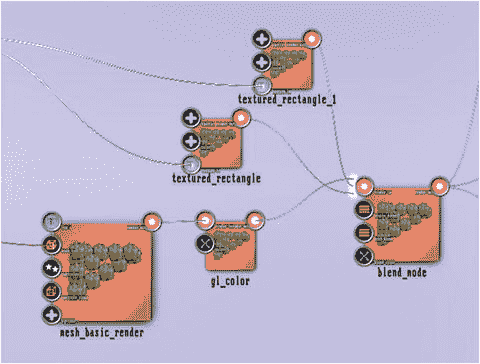 textured_rectangle_1
textured_rectangle
gl_color
blend_mode
mesh_basic_render